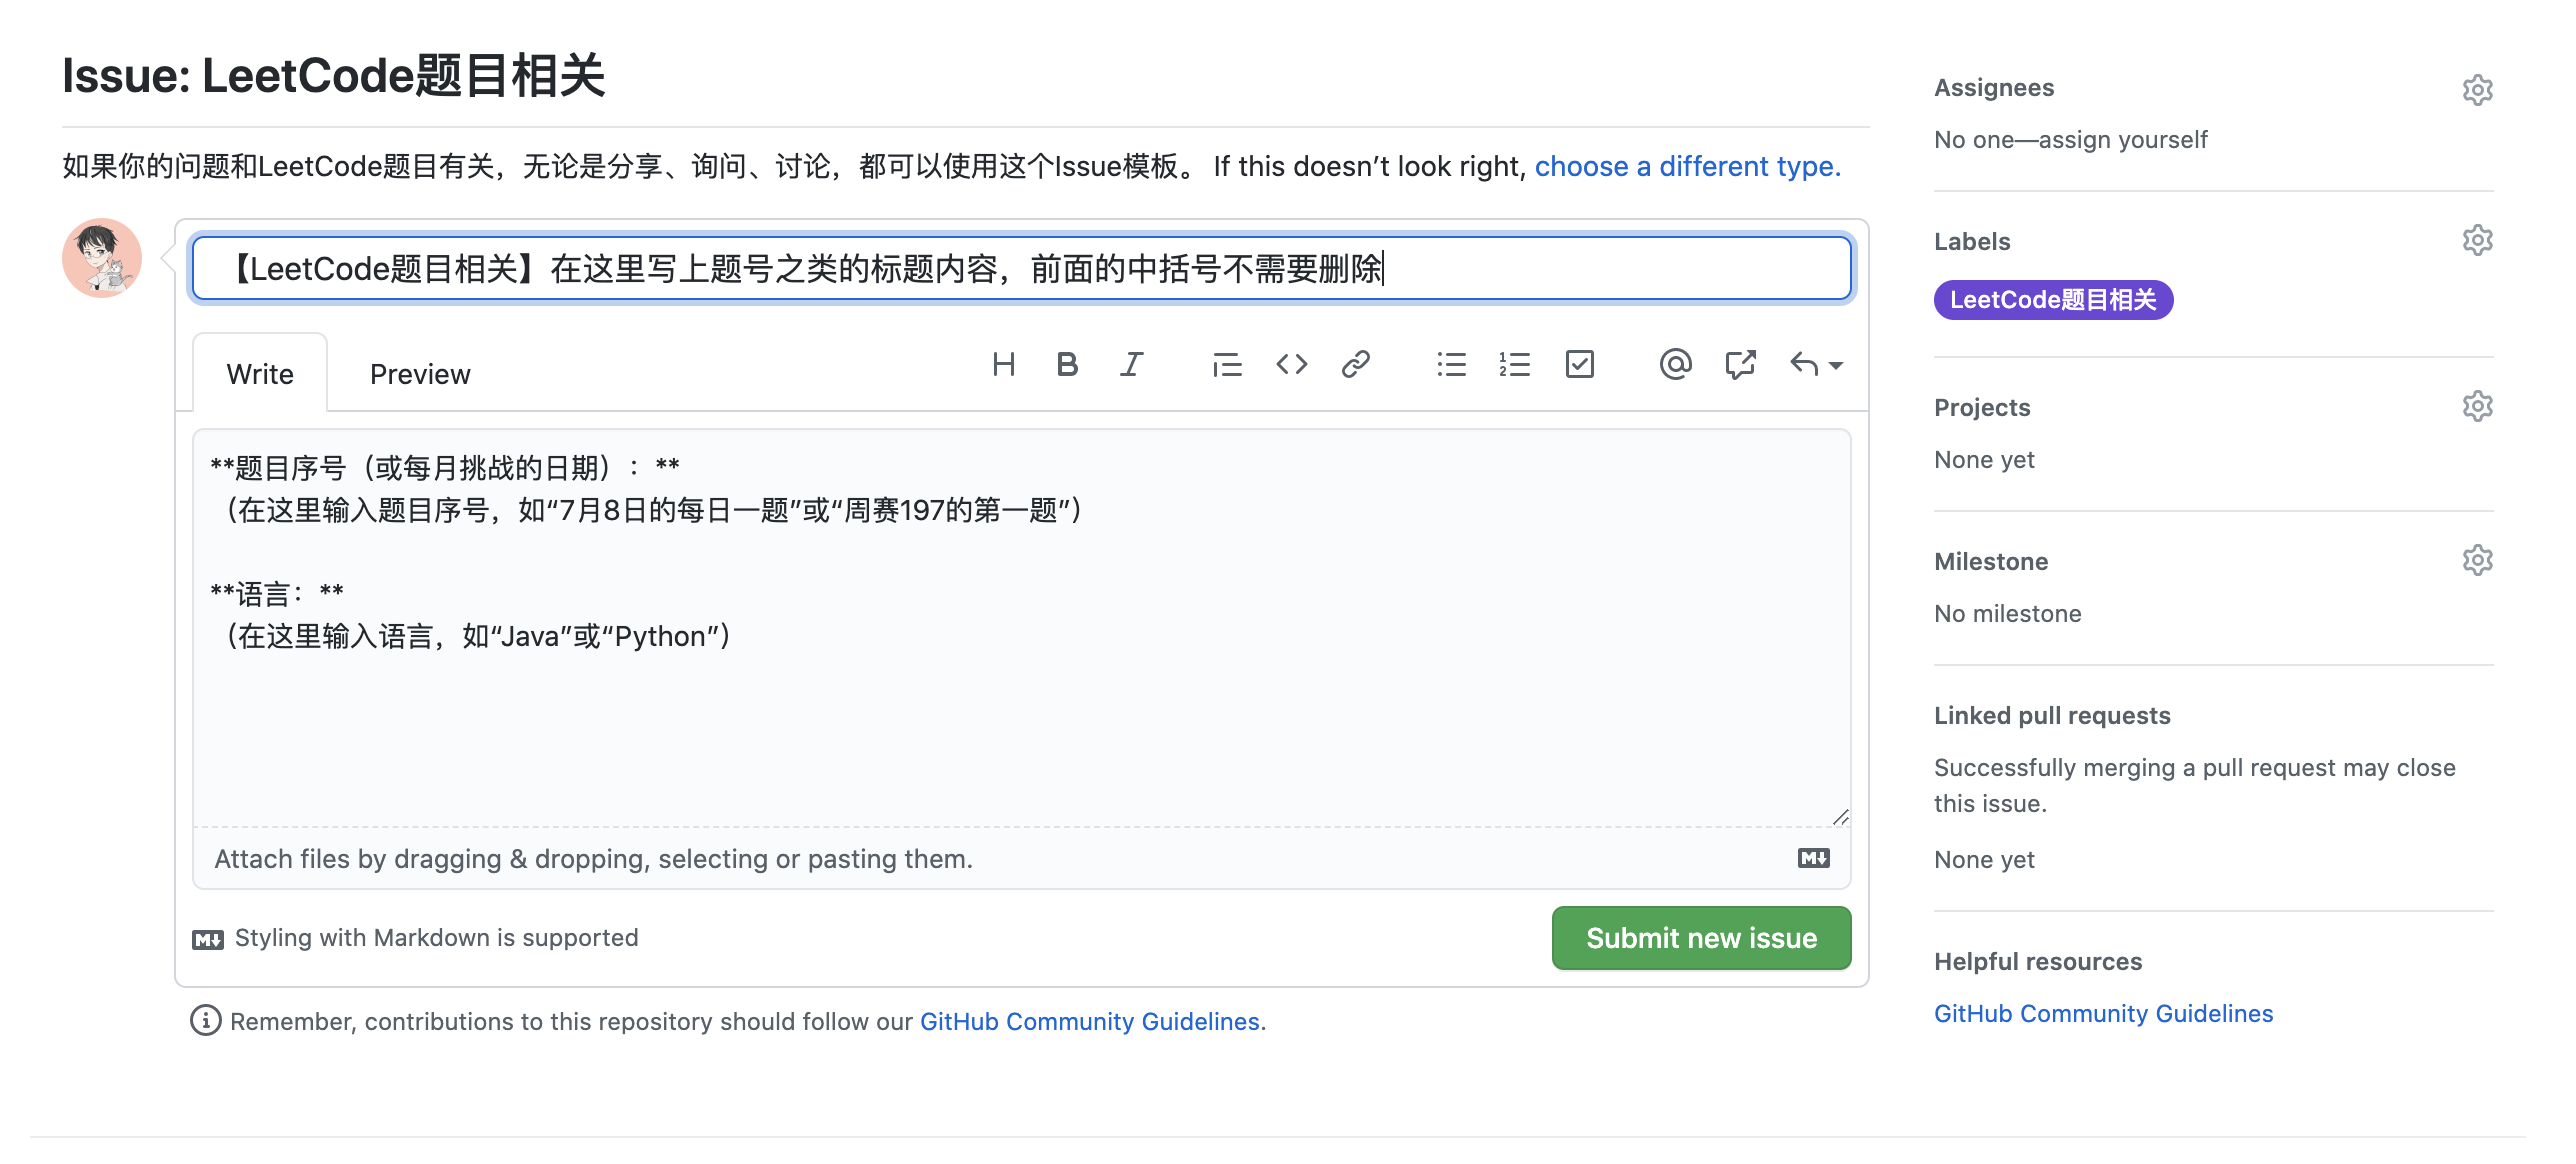 Issue: LeetCode题目相关
如果你的问题和LeetCode题目有关，无论是分享、询问、讨论，都可以使用这个Issue模板。 If this doesn’t look right, choose a different type.
【LeetCode题目相关】在这里写上题号之类的标题内容，前面的中括号不需要删除
Write Preview
**题目序号（或每月挑战的日期）：**
（在这里输入题目序号，如“7月8日的每日一题”或“周赛197的第一题”）
**语言：**
（在这里输入语言，如“Java”或“Python”）
Attach files by dragging & dropping, selecting or pasting them.
Styling with Markdown is supported
Submit new issue
Remember, contributions to this repository should follow our GitHub Community Guidelines.
Assignees
No one—assign yourself
Labels
LeetCode题目相关
Projects
None yet
Milestone
No milestone
Linked pull requests
Successfully merging a pull request may close
this issue.
None yet
Helpful resources
GitHub Community Guidelines